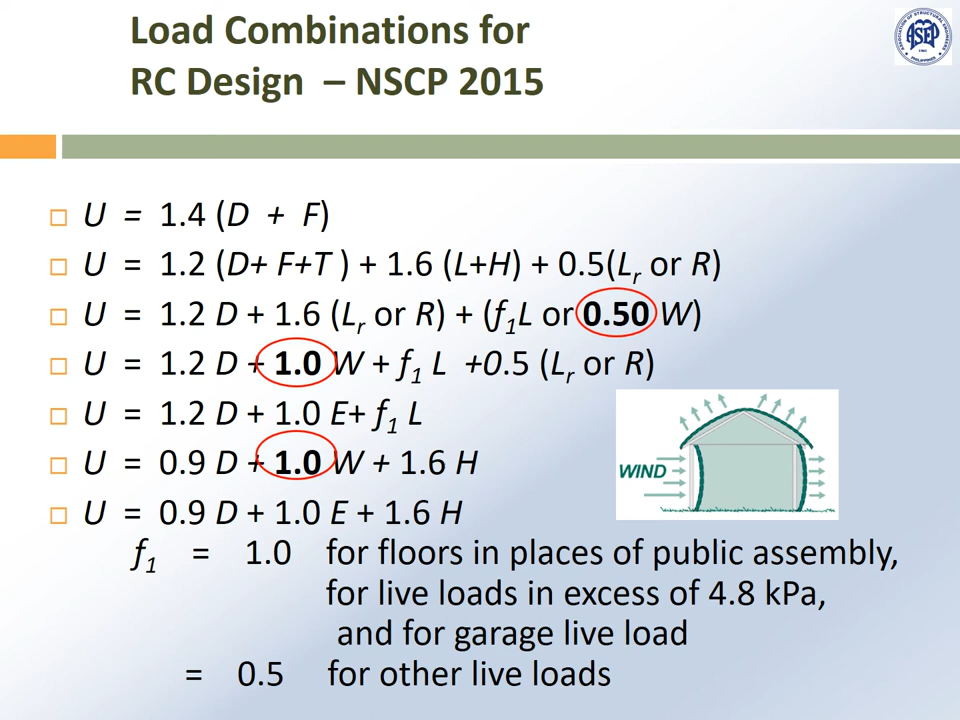 Load Combinations for
RC Design – NSCP 2015
ASEP
U = 1.4 (D + F)
U = 1.2 (D+ F+T ) + 1.6 (L+H) + 0.5(Lr or R)
U = 1.2 D + 1.6 (Lr or R) + (f1L or 0.50 W)
U = 1.2 D + 1.0 W + f1 L +0.5 (Lr or R)
U = 1.2 D + 1.0 E+ f1 L
U = 0.9 D + 1.0 W + 1.6 H
WIND
U = 0.9 D + 1.0 E + 1.6 H
f1 = 1.0 for floors in places of public assembly,
for live loads in excess of 4.8 kPa,
and for garage live load
= 0.5 for other live loads